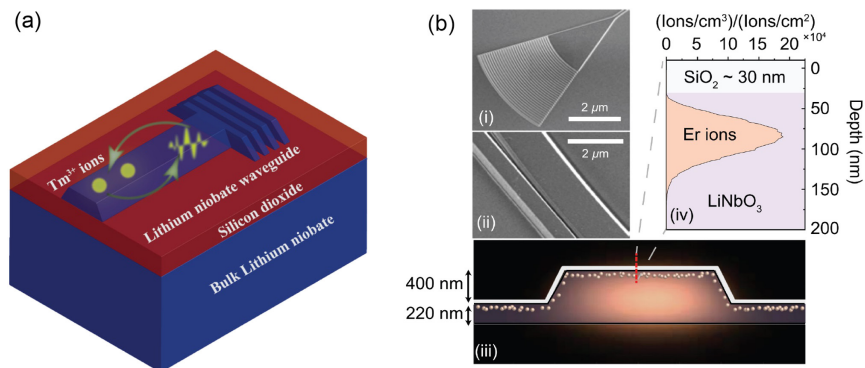 (a)
Tm³⁺ ions
Lithium niobate waveguide
Silicon dioxide
Bulk Lithium niobate
(b)
(i)
2 μm
(ii)
2 μm
(Ions/cm³)/(Ions/cm²)
0 5 10 15 20 ×10⁴
0
50
100
150
200
Depth (nm)
SiO₂ ~ 30 nm
Er ions
LiNbO₃
(iv)
400 nm
220 nm
(iii)